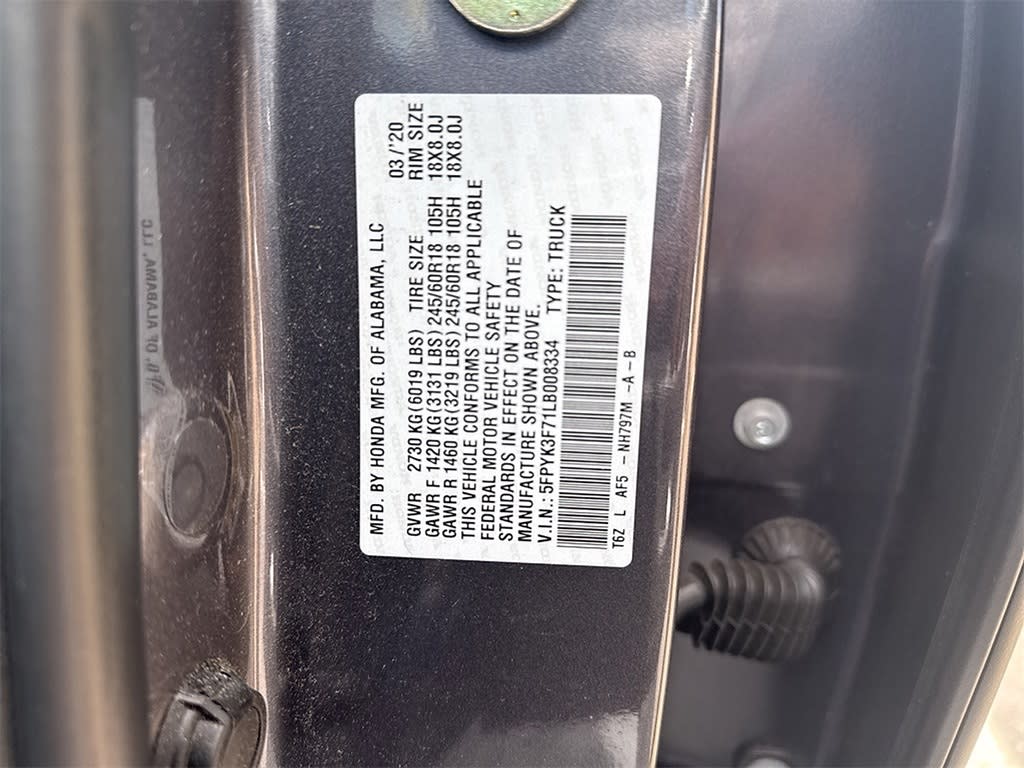 MFD. BY HONDA MFG. OF ALABAMA, LLC 03 /'20
GVWR 2730 KG(6019 LBS) TIRE SIZE RIM SIZE
GAWR F 1420 KG(3131 LBS) 245/60R18 105H 18X8.0J
GAWR R 1460 KG(3219 LBS) 245/60R18 105H 18X8.0J
THIS VEHICLE CONFORMS TO ALL APPLICABLE
FEDERAL MOTOR VEHICLE SAFETY
STANDARDS IN EFFECT ON THE DATE OF
MANUFACTURE SHOWN ABOVE.
V.I.N.: 5FPYK3F71LB008334 TYPE: TRUCK
T6Z L AF5 -NH797M -A -B